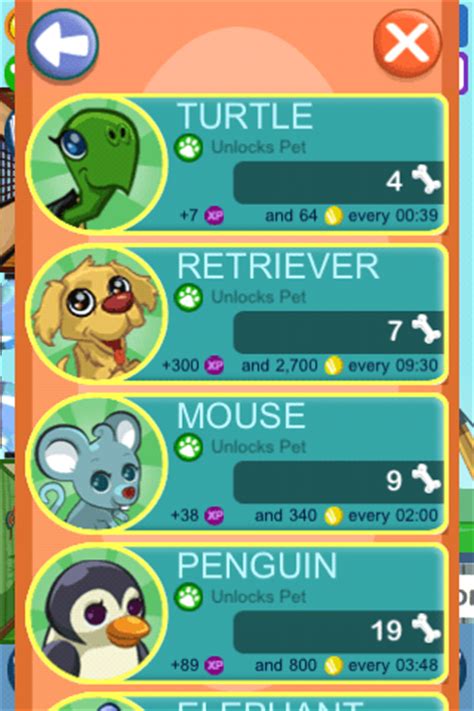 TURTLE
Unlocks Pet
4
+7 XP and 64 every 00:39
RETRIEVER
Unlocks Pet
7
+300 XP and 2,700 every 09:30
MOUSE
Unlocks Pet
9
+38 XP and 340 every 02:00
PENGUIN
Unlocks Pet
19
+89 XP and 800 every 03:48
ELEPHANT